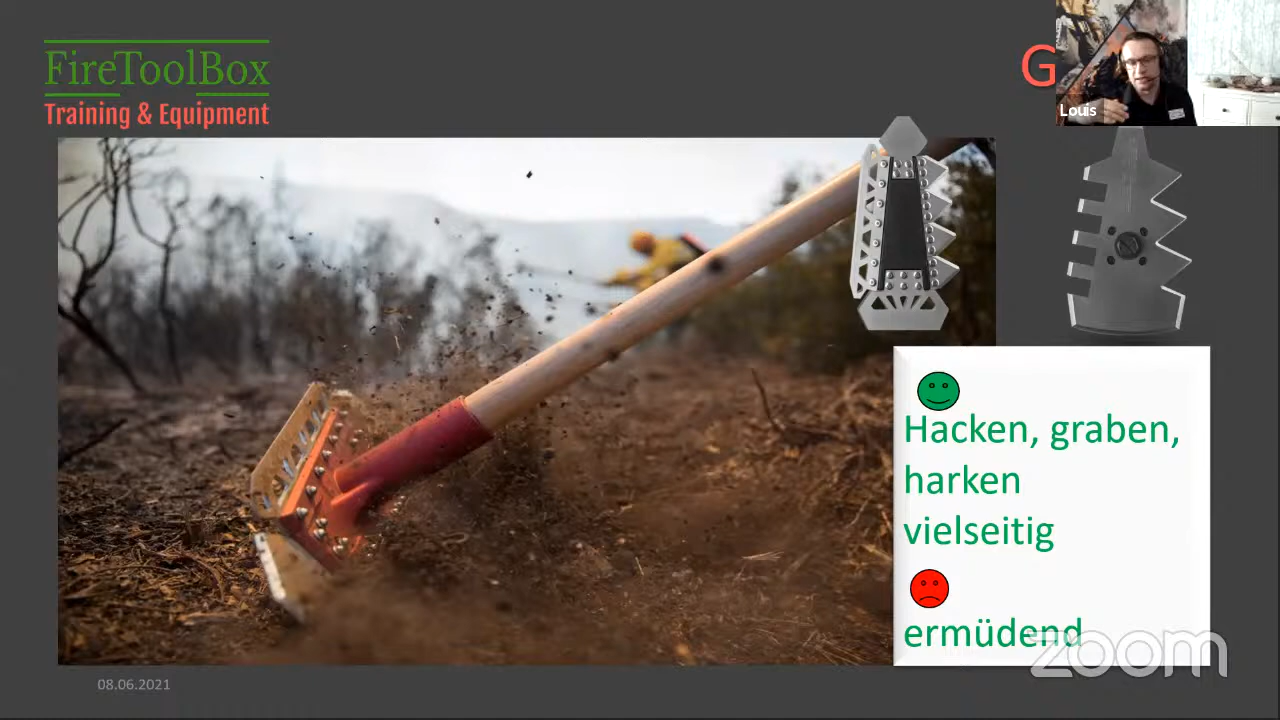 FireToolBox
Training & Equipment
G
Louis
Hacken, graben,
harken
vielseitig
ermüdend
zoom
08.06.2021